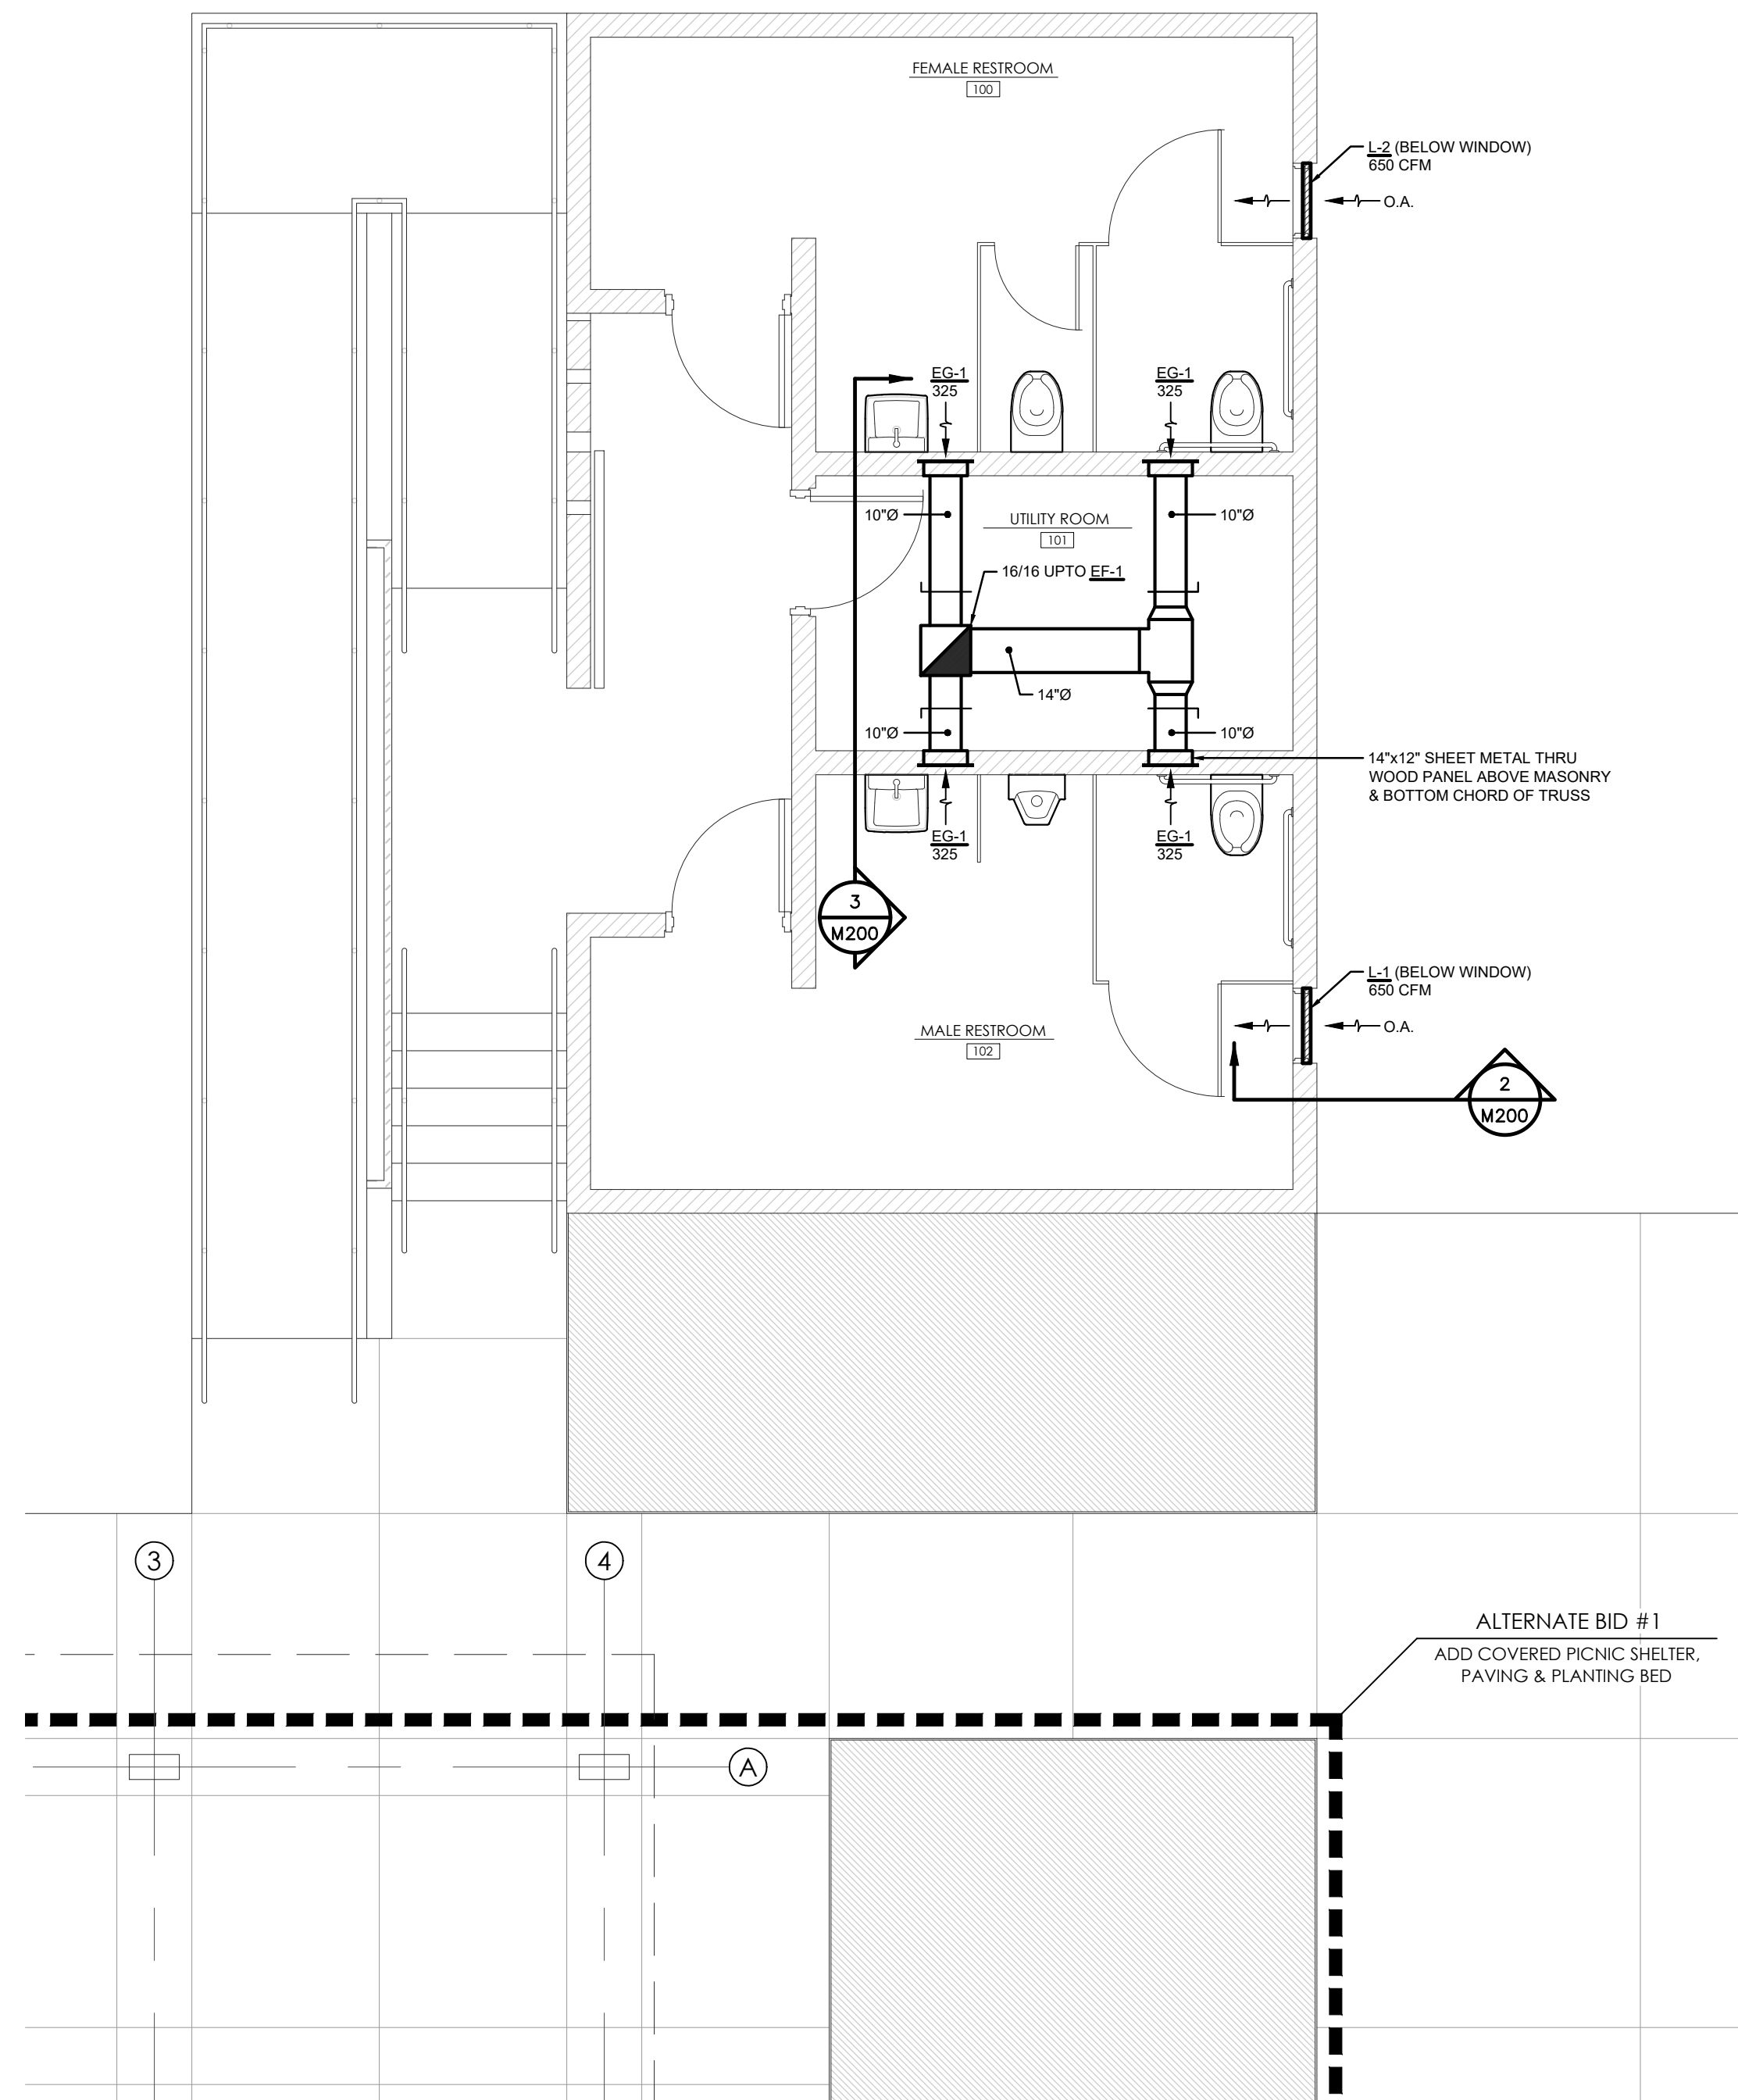 FEMALE RESTROOM
100
L-2 (BELOW WINDOW)
650 CFM
O.A.
EG-1
325
EG-1
325
10"Ø
10"Ø
UTILITY ROOM
101
16/16 UPTO EF-1
14"Ø
10"Ø
10"Ø
14"x12" SHEET METAL THRU
WOOD PANEL ABOVE MASONRY
& BOTTOM CHORD OF TRUSS
EG-1
325
EG-1
325
3
M200
L-1 (BELOW WINDOW)
650 CFM
O.A.
MALE RESTROOM
102
2
M200
3
4
ALTERNATE BID #1
ADD COVERED PICNIC SHELTER,
PAVING & PLANTING BED
A